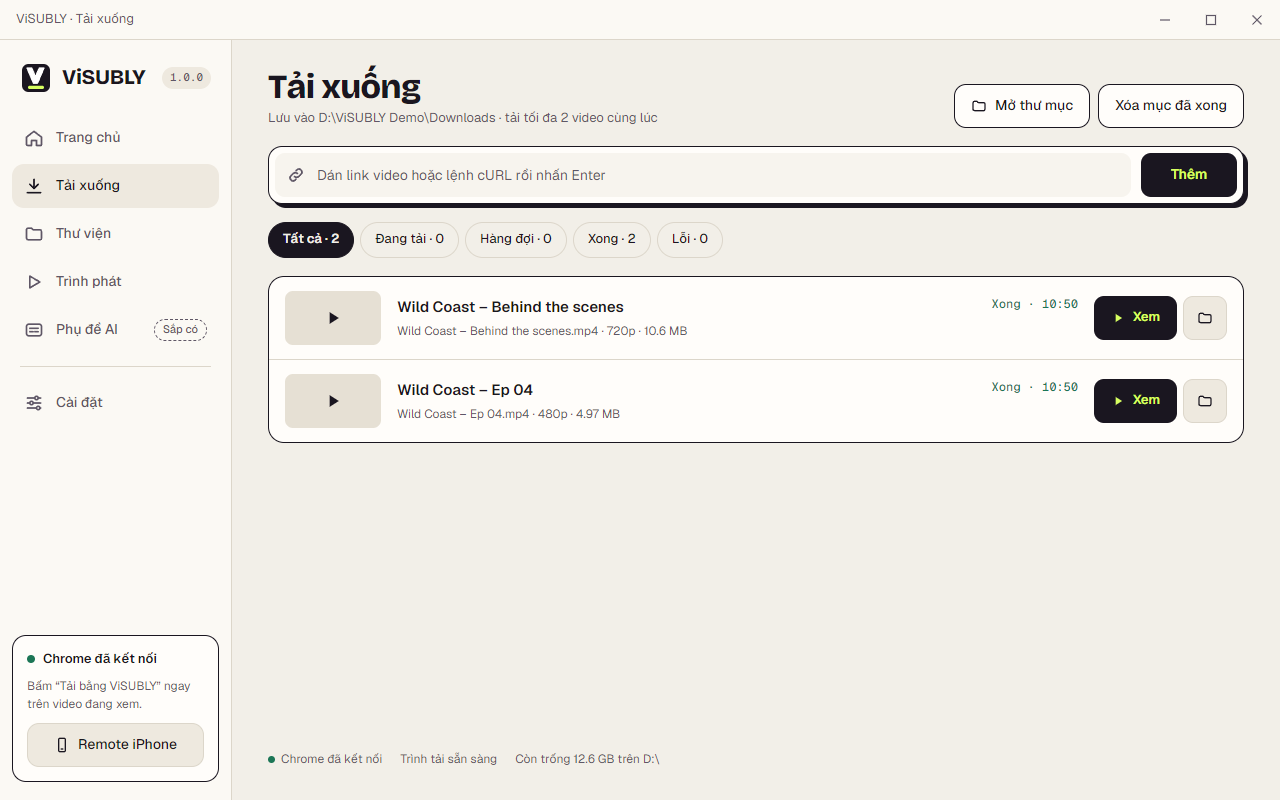 ViSUBLY · Tải xuống
ViSUBLY 1.0.0
Trang chủ
Tải xuống
Thư viện
Trình phát
Phụ đề AI Sắp có
Cài đặt
Chrome đã kết nối
Bấm “Tải bằng ViSUBLY” ngay
trên video đang xem.
Remote iPhone
Tải xuống
Lưu vào D:\ViSUBLY Demo\Downloads · tải tối đa 2 video cùng lúc
Mở thư mục Xóa mục đã xong
Dán link video hoặc lệnh cURL rồi nhấn Enter Thêm
Tất cả · 2 Đang tải · 0 Hàng đợi · 0 Xong · 2 Lỗi · 0
Wild Coast – Behind the scenes
Wild Coast – Behind the scenes.mp4 · 720p · 10.6 MB
Xong · 10:50 Xem
Wild Coast – Ep 04
Wild Coast – Ep 04.mp4 · 480p · 4.97 MB
Xong · 10:50 Xem
Chrome đã kết nối Trình tải sẵn sàng Còn trống 12.6 GB trên D:\